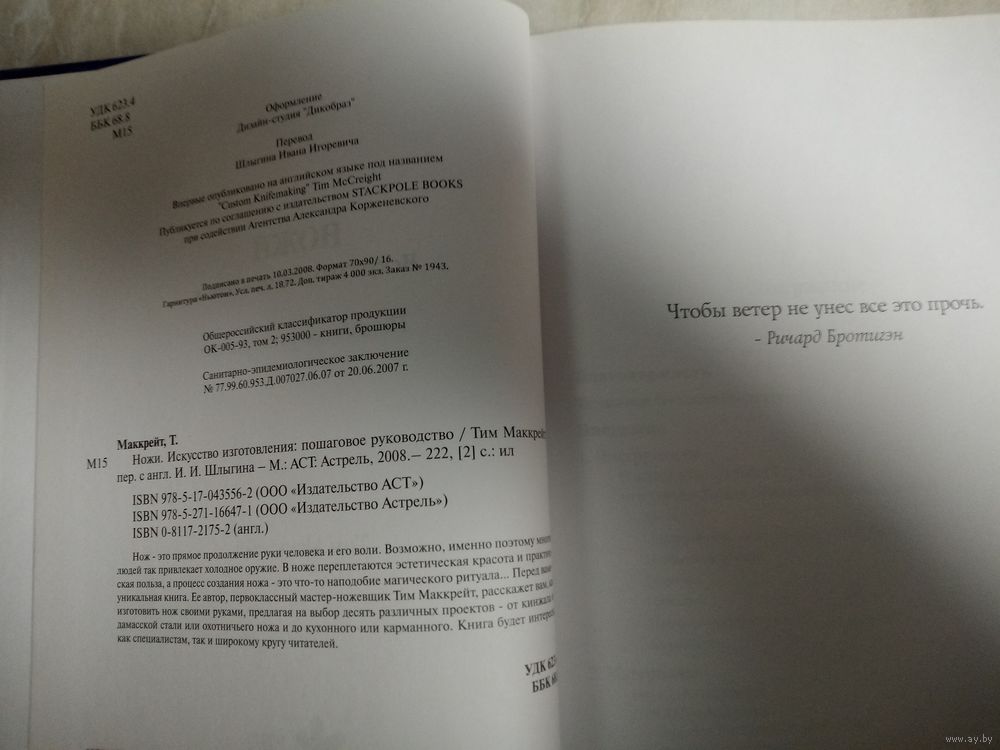 УДК 623.4
ББК 68.8
М15
Оформление
Дизайн-студия "Дикобраз"
Перевод
Шлыгина Ивана Игоревича
Впервые опубликовано на английском языке под названием
"Custom Knifemaking" Tim McCreight
Публикуется по соглашению с издательством STACKPOLE BOOKS
при содействии Агентства Александра Корженевского
Подписано в печать 10.03.2008. Формат 70х90/ 16.
Гарнитура «Ньютон». Усл. печ. л. 18,72. Доп. тираж 4 000 экз. Заказ № 1943.
Общероссийский классификатор продукции
ОК-005-93, том 2; 953000 - книги, брошюры
Санитарно-эпидемиологическое заключение
№ 77.99.60.953.Д.007027.06.07 от 20.06.2007 г.
Маккрейт, Т.
М15 Ножи. Искусство изготовления: пошаговое руководство / Тим Маккрейт
пер. с англ. И. И. Шлыгина – М.: АСТ: Астрель, 2008.– 222, [2] с.: ил
ISBN 978-5-17-043556-2 (ООО «Издательство АСТ»)
ISBN 978-5-271-16647-1 (ООО «Издательство Астрель»)
ISBN 0-8117-2175-2 (англ.)
Нож - это прямое продолжение руки человека и его воли. Возможно, именно поэтому
людей так привлекает холодное оружие. В ноже переплетаются эстетическая красота и
ская польза, а процесс создания ножа - это что-то наподобие магического ритуала... Перед
уникальная книга. Ее автор, первоклассный мастер-ножевщик Тим Маккрейт, расскажет вам,
изготовить нож своими руками, предлагая на выбор десять различных проектов - от кинжала
дамасской стали или охотничьего ножа и до кухонного или карманного. Книга будет
как специалистам, так и широкому кругу читателей.
УДК
ББК
Чтобы ветер не унес все это прочь.
– Ричард Бротигэн
www.ay.by